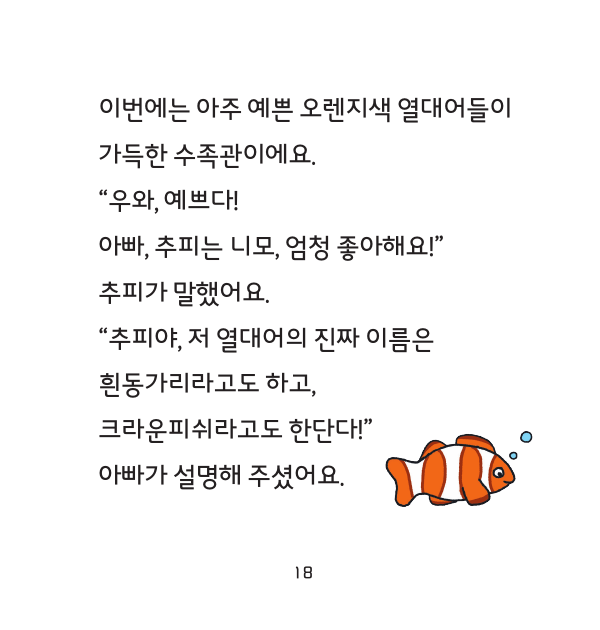 이번에는 아주 예쁜 오렌지색 열대어들이
가득한 수족관이에요.
“우와, 예쁘다!
아빠, 추피는 니모, 엄청 좋아해요!”
추피가 말했어요.
“추피야, 저 열대어의 진짜 이름은
흰동가리라고도 하고,
크라운피쉬라고도 한단다!”
아빠가 설명해 주셨어요.
18